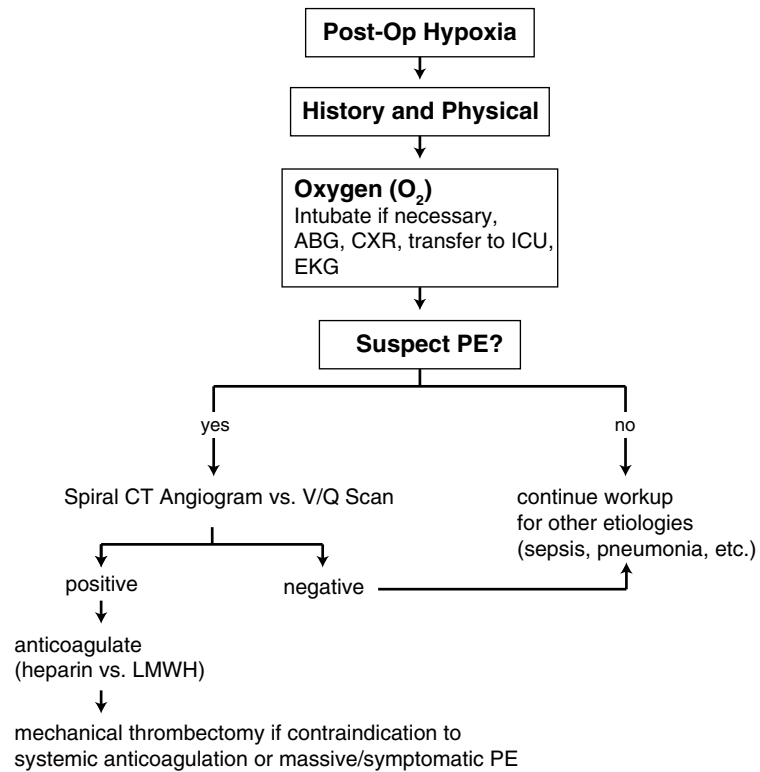 Post-Op Hypoxia
History and Physical
Oxygen (O₂)
Intubate if necessary,
ABG, CXR, transfer to ICU,
EKG
Suspect PE?
yes
no
Spiral CT Angiogram vs. V/Q Scan
continue workup
for other etiologies
(sepsis, pneumonia, etc.)
positive
negative
anticoagulate
(heparin vs. LMWH)
mechanical thrombectomy if contraindication to
systemic anticoagulation or massive/symptomatic PE